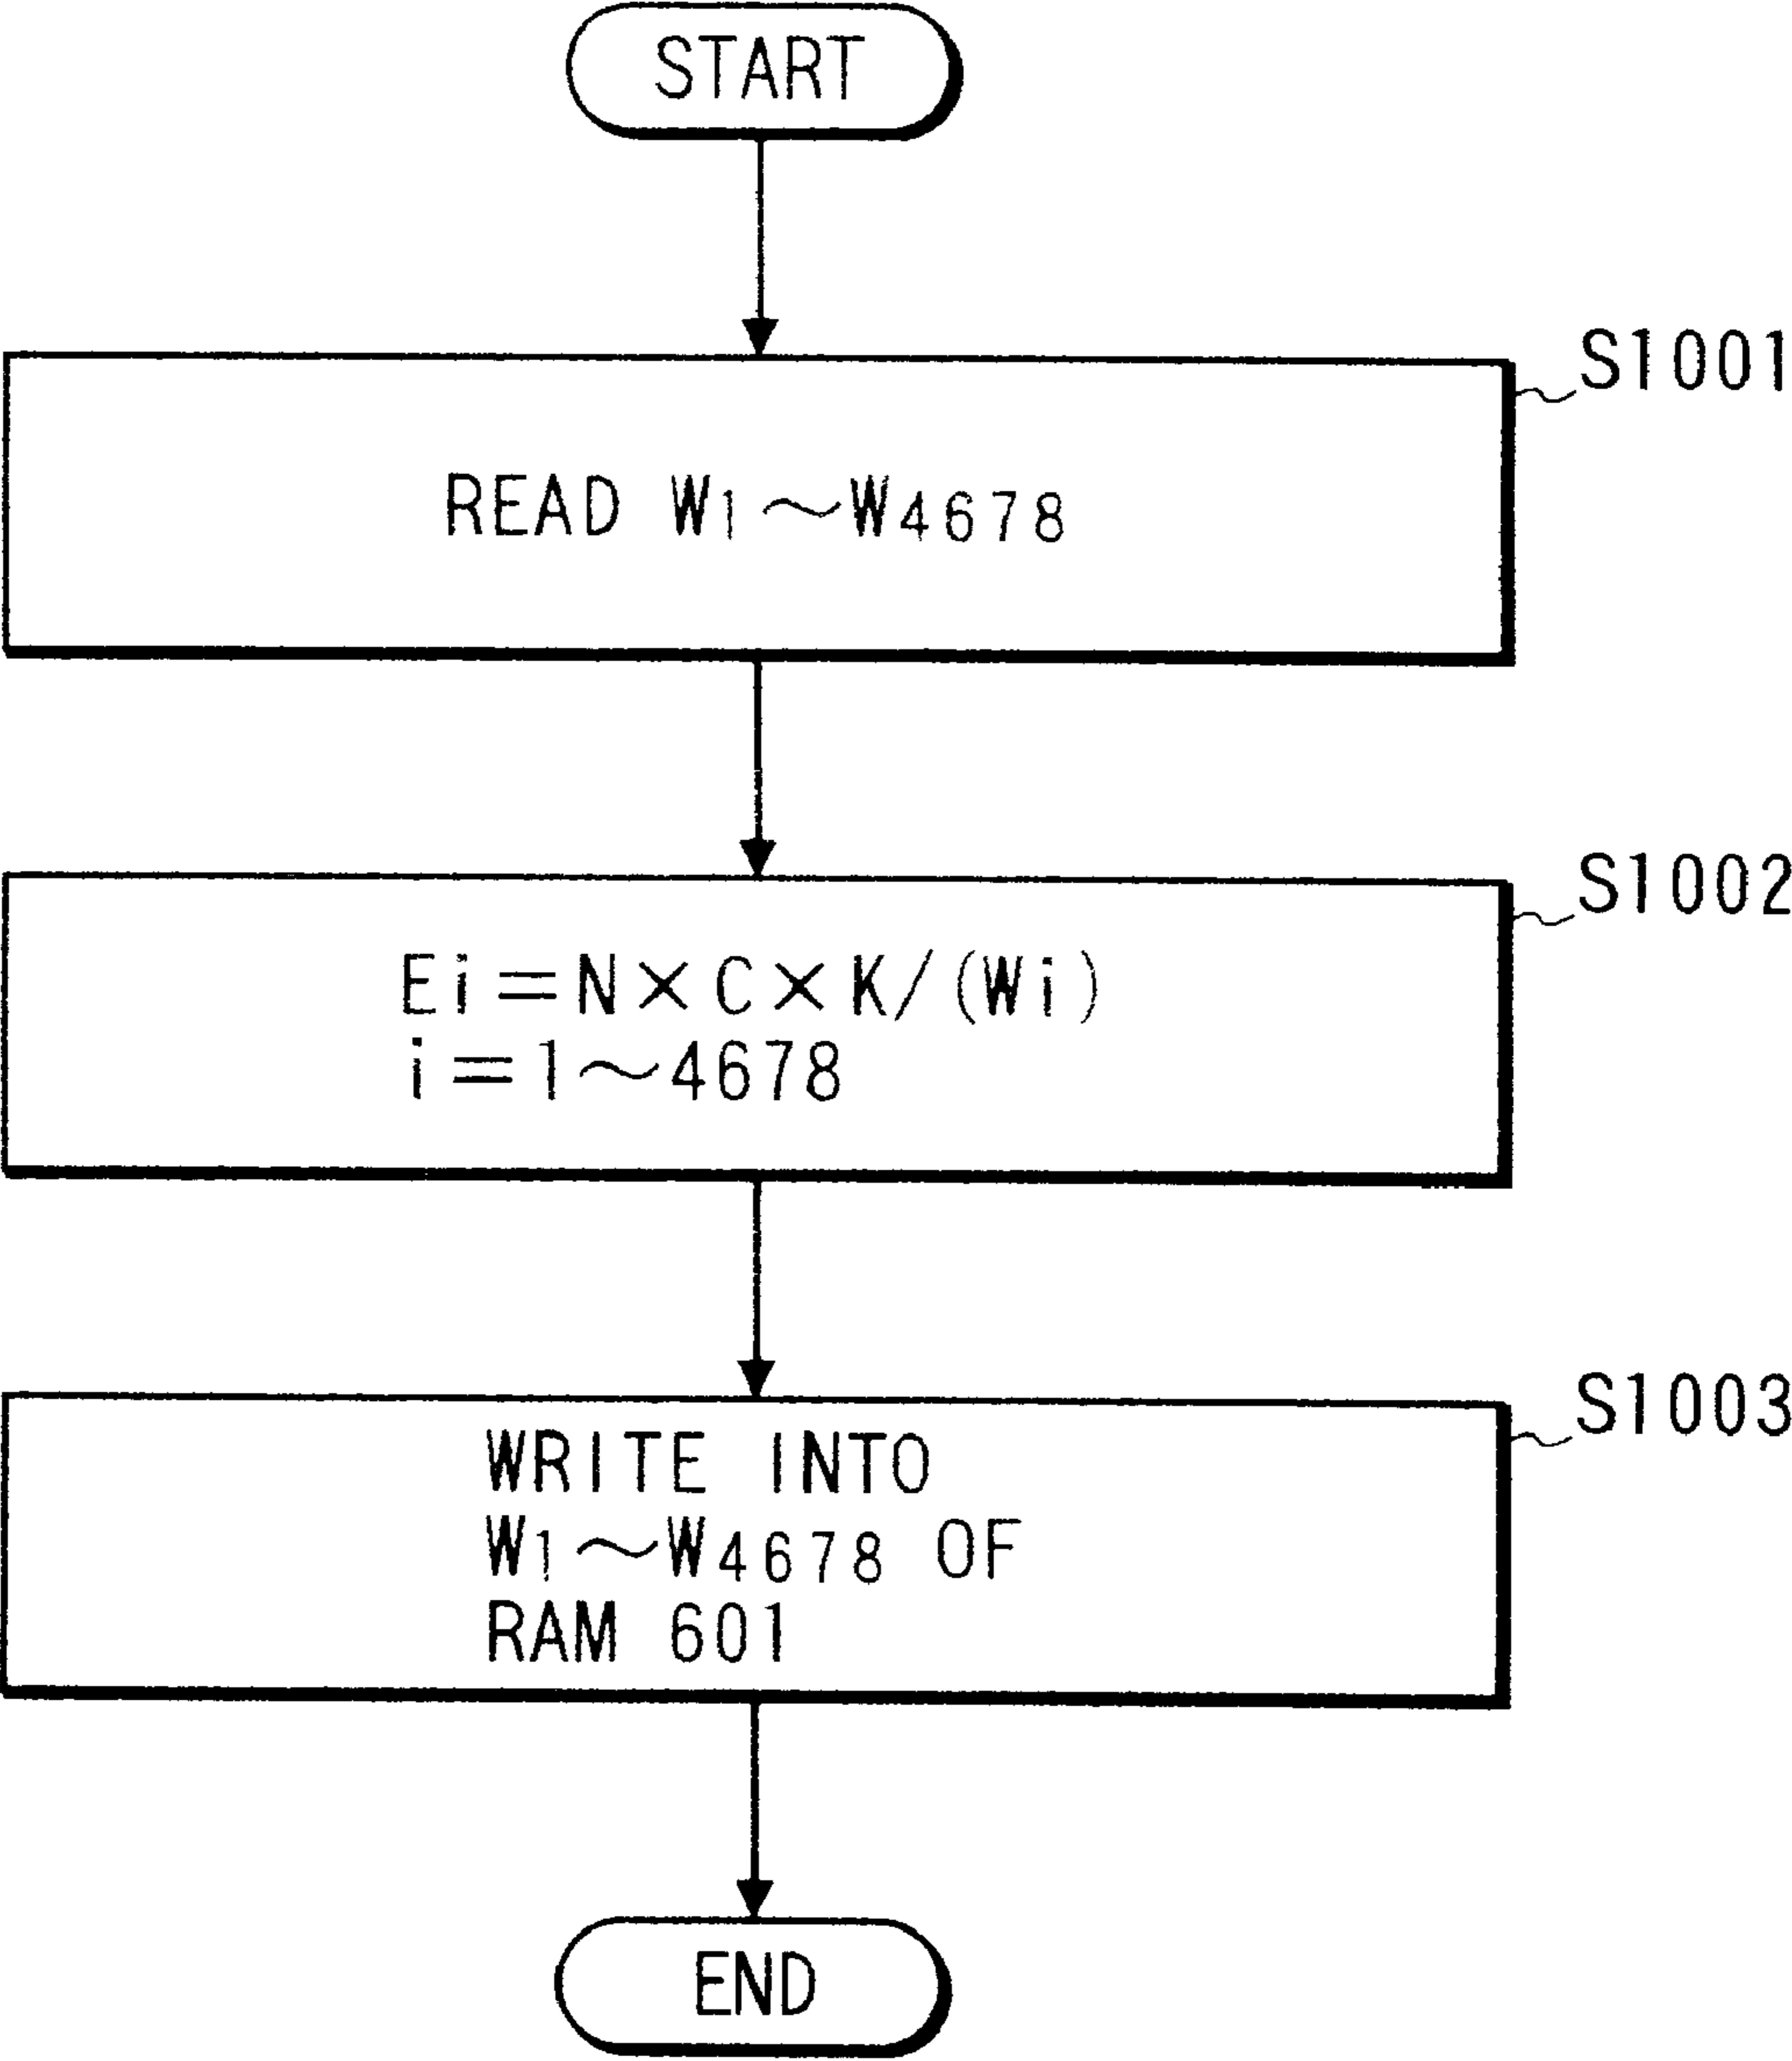 START
S1001
READ W1～W4678
S1002
Ei=N×C×K/(Wi)
i=1～4678
S1003
WRITE INTO
W1～W4678 OF
RAM 601
END